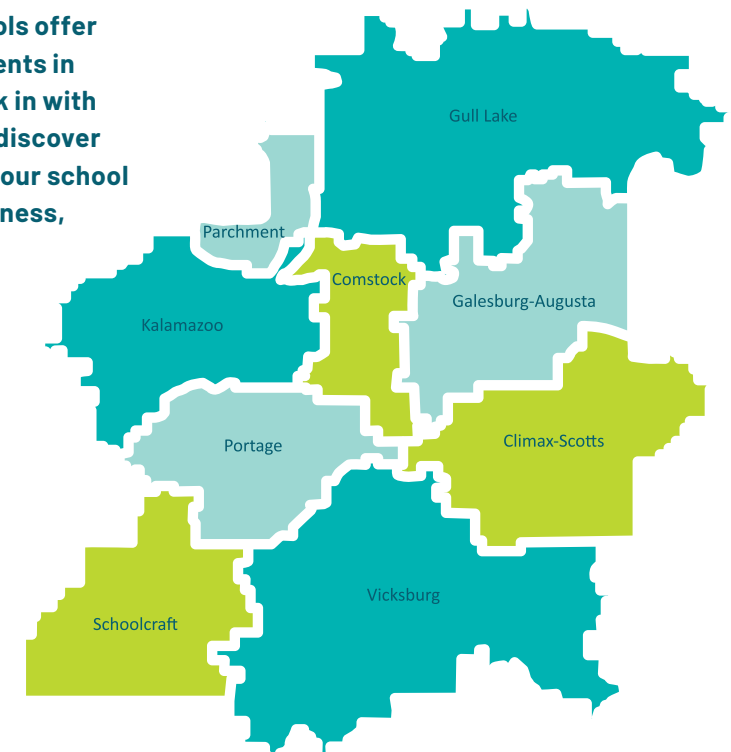 ols offer
ents in
k in with
discover
our school
ness,
Gull Lake
Parchment
Comstock
Galesburg-Augusta
Kalamazoo
Climax-Scotts
Portage
Vicksburg
Schoolcraft